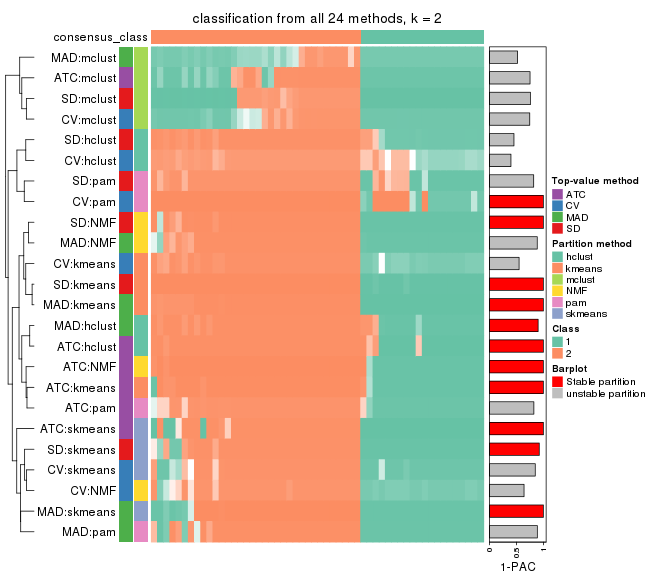 classification from all 24 methods, k = 2
consensus_class
MAD:mclust
ATC:mclust
SD:mclust
CV:mclust
SD:hclust
CV:hclust
SD:pam
CV:pam
SD:NMF
MAD:NMF
CV:kmeans
SD:kmeans
MAD:kmeans
MAD:hclust
ATC:hclust
ATC:NMF
ATC:kmeans
ATC:pam
ATC:skmeans
SD:skmeans
CV:skmeans
CV:NMF
MAD:skmeans
MAD:pam
0
0.5
1
1-PAC
Top-value method
ATC
CV
MAD
SD
Partition method
hclust
kmeans
mclust
NMF
pam
skmeans
Class
1
2
Barplot
Stable partition
unstable partition